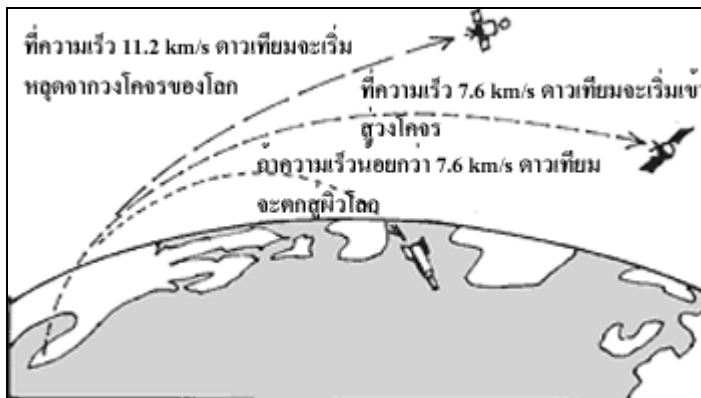 ที่ความเร็ว 11.2 km/s ดาวเทียมจะเริ่ม
หลุดจากวงโคจรของโลก
ที่ความเร็ว 7.6 km/s ดาวเทียมจะเริ่มเข้า
สู่วงโคจร
ถ้าความเร็วน้อยกว่า 7.6 km/s ดาวเทียม
จะตกสู่ผิวโลก